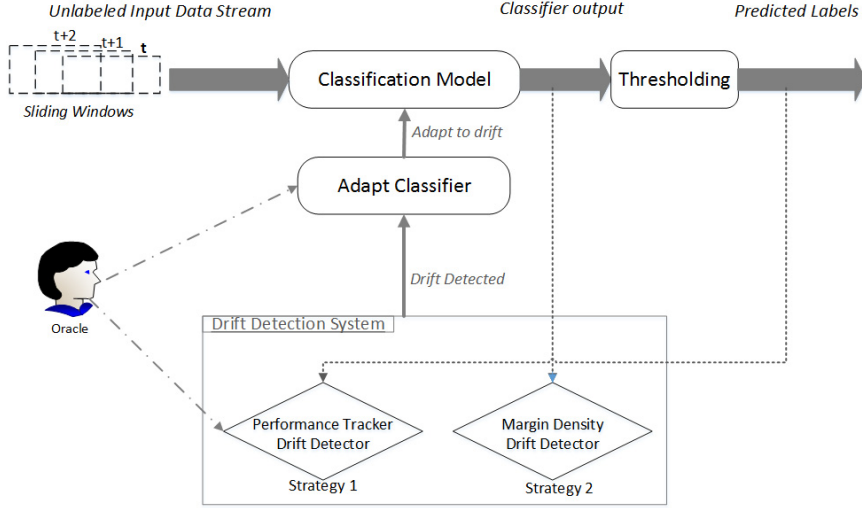 Unlabeled Input Data Stream
Classifier output
Predicted Labels
t+2
t+1
t
Sliding Windows
Classification Model
Thresholding
Adapt to drift
Adapt Classifier
Oracle
Drift Detected
Drift Detection System
Performance Tracker
Drift Detector
Margin Density
Drift Detector
Strategy 1
Strategy 2